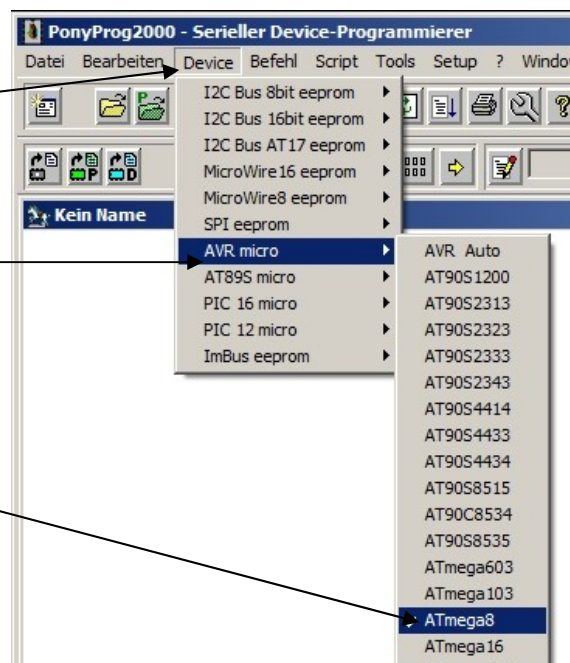 PonyProg2000 - Serieller Device-Programmierer
Datei Bearbeiten Device Befehl Script Tools Setup ? Windo
I2C Bus 8bit eeprom
I2C Bus 16bit eeprom
I2C Bus AT17 eeprom
MicroWire16 eeprom
MicroWire8 eeprom
Kein Name
SPI eeprom
AVR micro
AT89S micro
PIC 16 micro
PIC 12 micro
ImBus eeprom
AVR Auto
AT90S1200
AT90S2313
AT90S2323
AT90S2333
AT90S2343
AT90S4414
AT90S4433
AT90S4434
AT90S8515
AT90C8534
AT90S8535
ATmega603
ATmega103
ATmega8
ATmega16